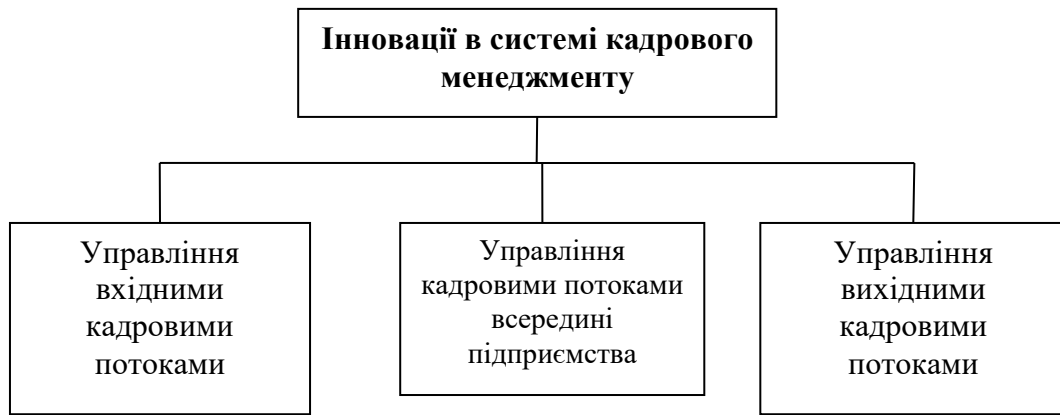 Інновації в системі кадрового
менеджменту
Управління
вхідними
кадровими
потоками
Управління
кадровими потоками
всередині
підприємства
Управління
вихідними
кадровими
потоками